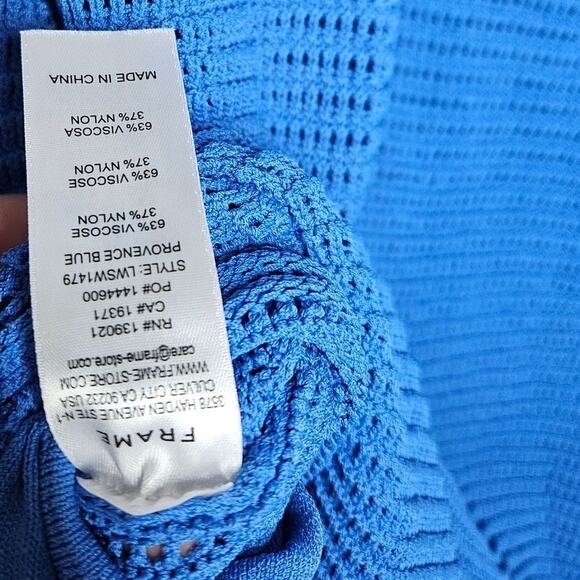 FRAME
3578 HAYDEN AVENUE STE N-1
CULVER CITY CA 90232 USA
WWW.FRAME-STORE.COM
care@frame-store.com
RN# 139021
CA# 19371
PO# 1444600
STYLE: LWSW1479
PROVENCE BLUE
63% VISCOSE
37% NYLON
63% VISCOSE
37% NYLON
63% VISCOSA
37% NYLON
MADE IN CHINA